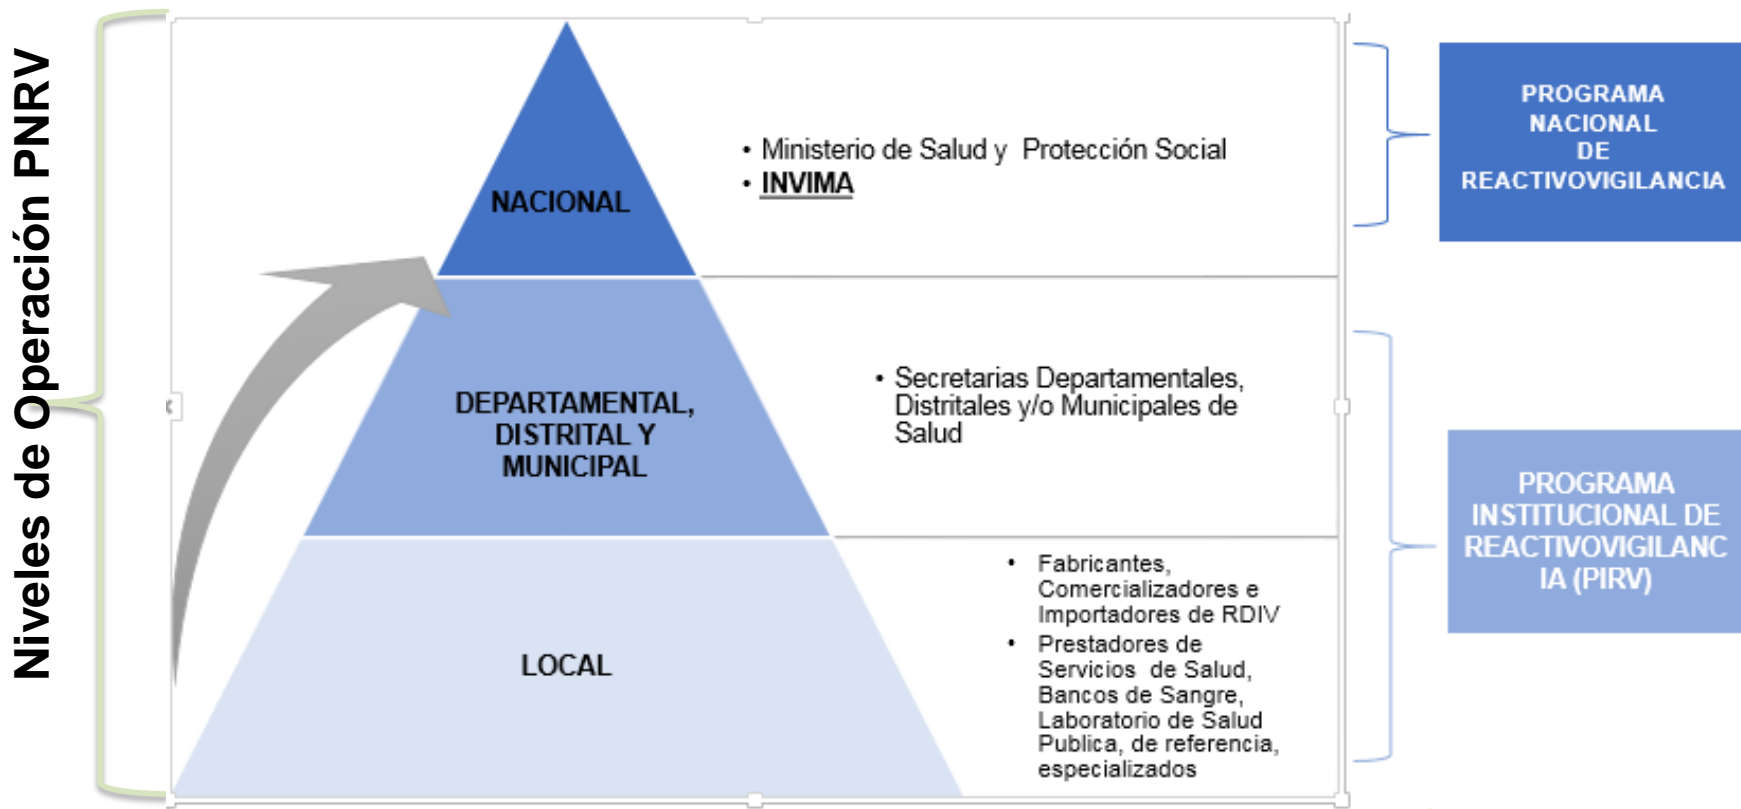 Niveles de Operación PNRV
NACIONAL
• Ministerio de Salud y Protección Social
• INVIMA
PROGRAMA
NACIONAL
DE
REACTIVOVIGILANCIA
DEPARTAMENTAL,
DISTRITAL Y
MUNICIPAL
• Secretarias Departamentales,
Distritales y/o Municipales de
Salud
LOCAL
• Fabricantes,
Comercializadores e
Importadores de RDIV
• Prestadores de
Servicios de Salud,
Bancos de Sangre,
Laboratorio de Salud
Publica, de referencia,
especializados
PROGRAMA
INSTITUCIONAL DE
REACTIVOVIGILANC
IA (PIRV)